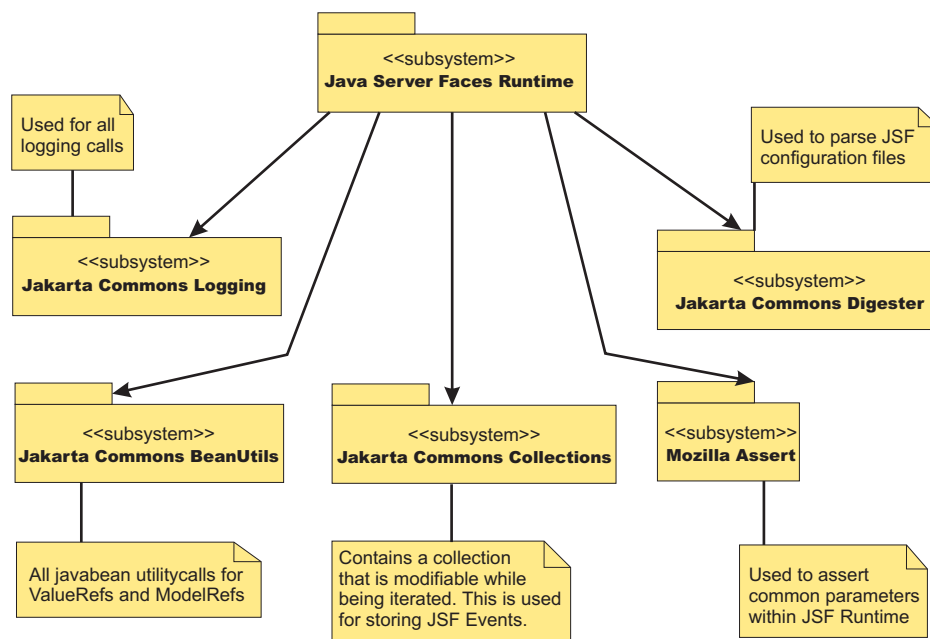 <<subsystem>>
Java Server Faces Runtime
Used for all
logging calls
Used to parse JSF
configuration files
<<subsystem>>
Jakarta Commons Logging
<<subsystem>>
Jakarta Commons Digester
<<subsystem>>
Jakarta Commons BeanUtils
<<subsystem>>
Jakarta Commons Collections
<<subsystem>>
Mozilla Assert
All javabean utilitycalls for
ValueRefs and ModelRefs
Contains a collection
that is modifiable while
being iterated. This is used
for storing JSF Events.
Used to assert
common parameters
within JSF Runtime